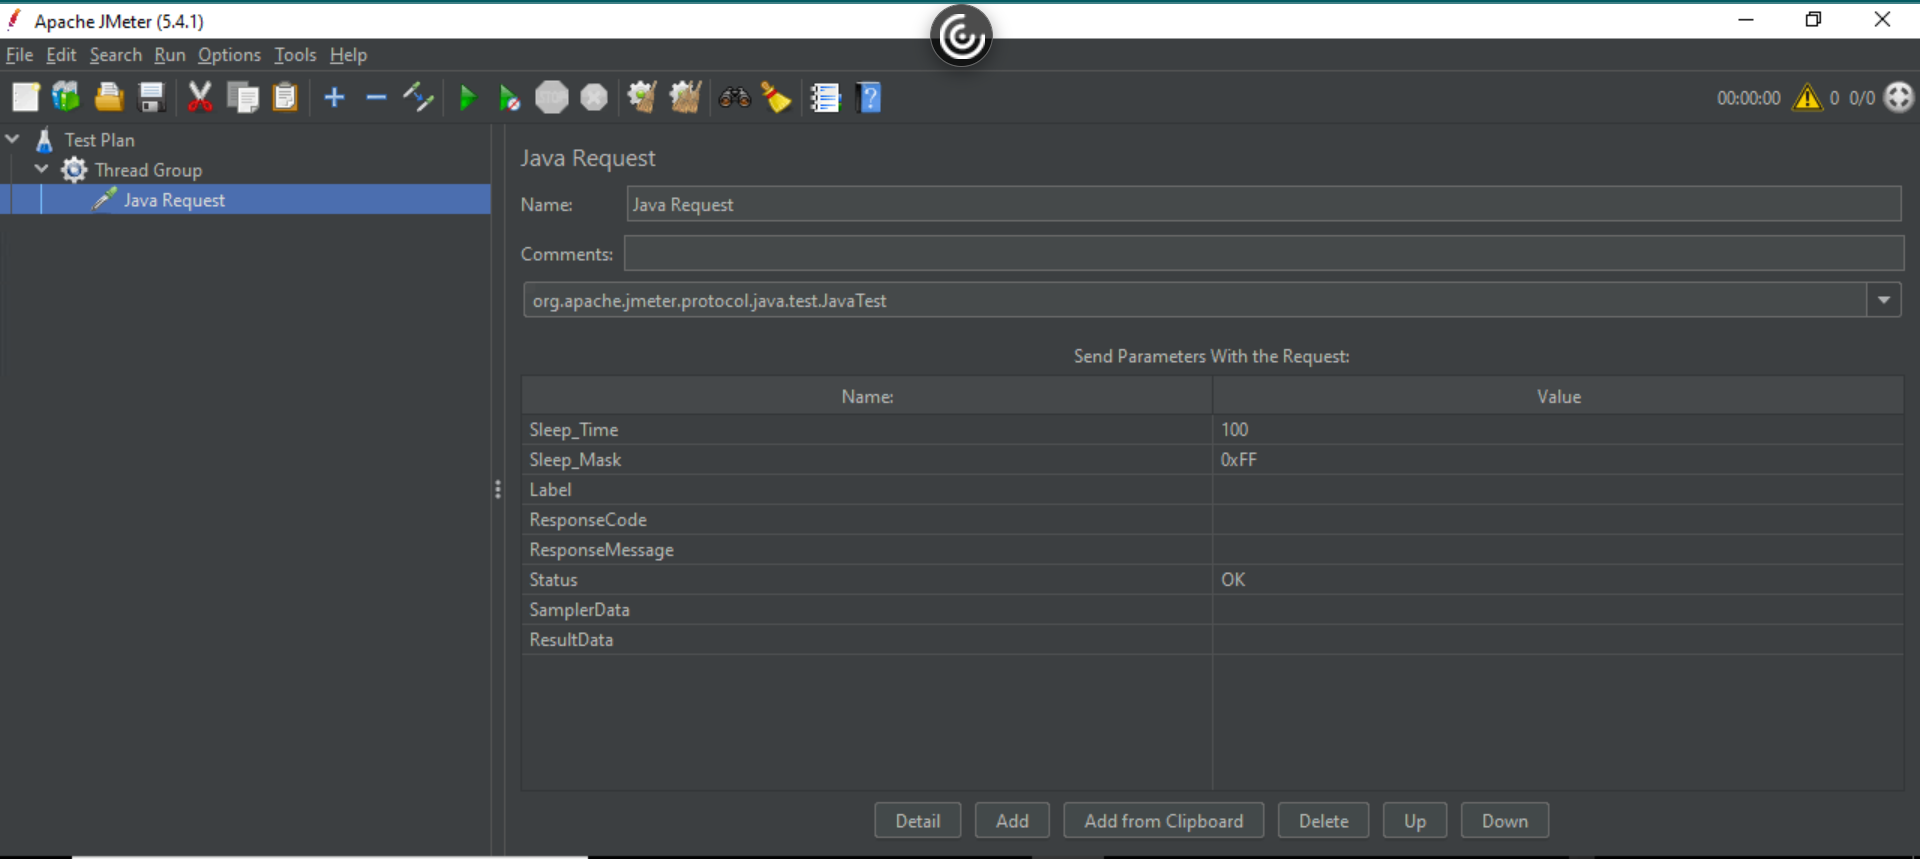 Apache JMeter (5.4.1)
File Edit Search Run Options Tools Help
STOP
00:00:00 0 0/0
Test Plan
Thread Group
Java Request
Java Request
Name: Java Request
Comments:
org.apache.jmeter.protocol.java.test.JavaTest
Send Parameters With the Request:
Name: Value
Sleep_Time 100
Sleep_Mask 0xFF
Label
ResponseCode
ResponseMessage
Status OK
SamplerData
ResultData
Detail Add Add from Clipboard Delete Up Down